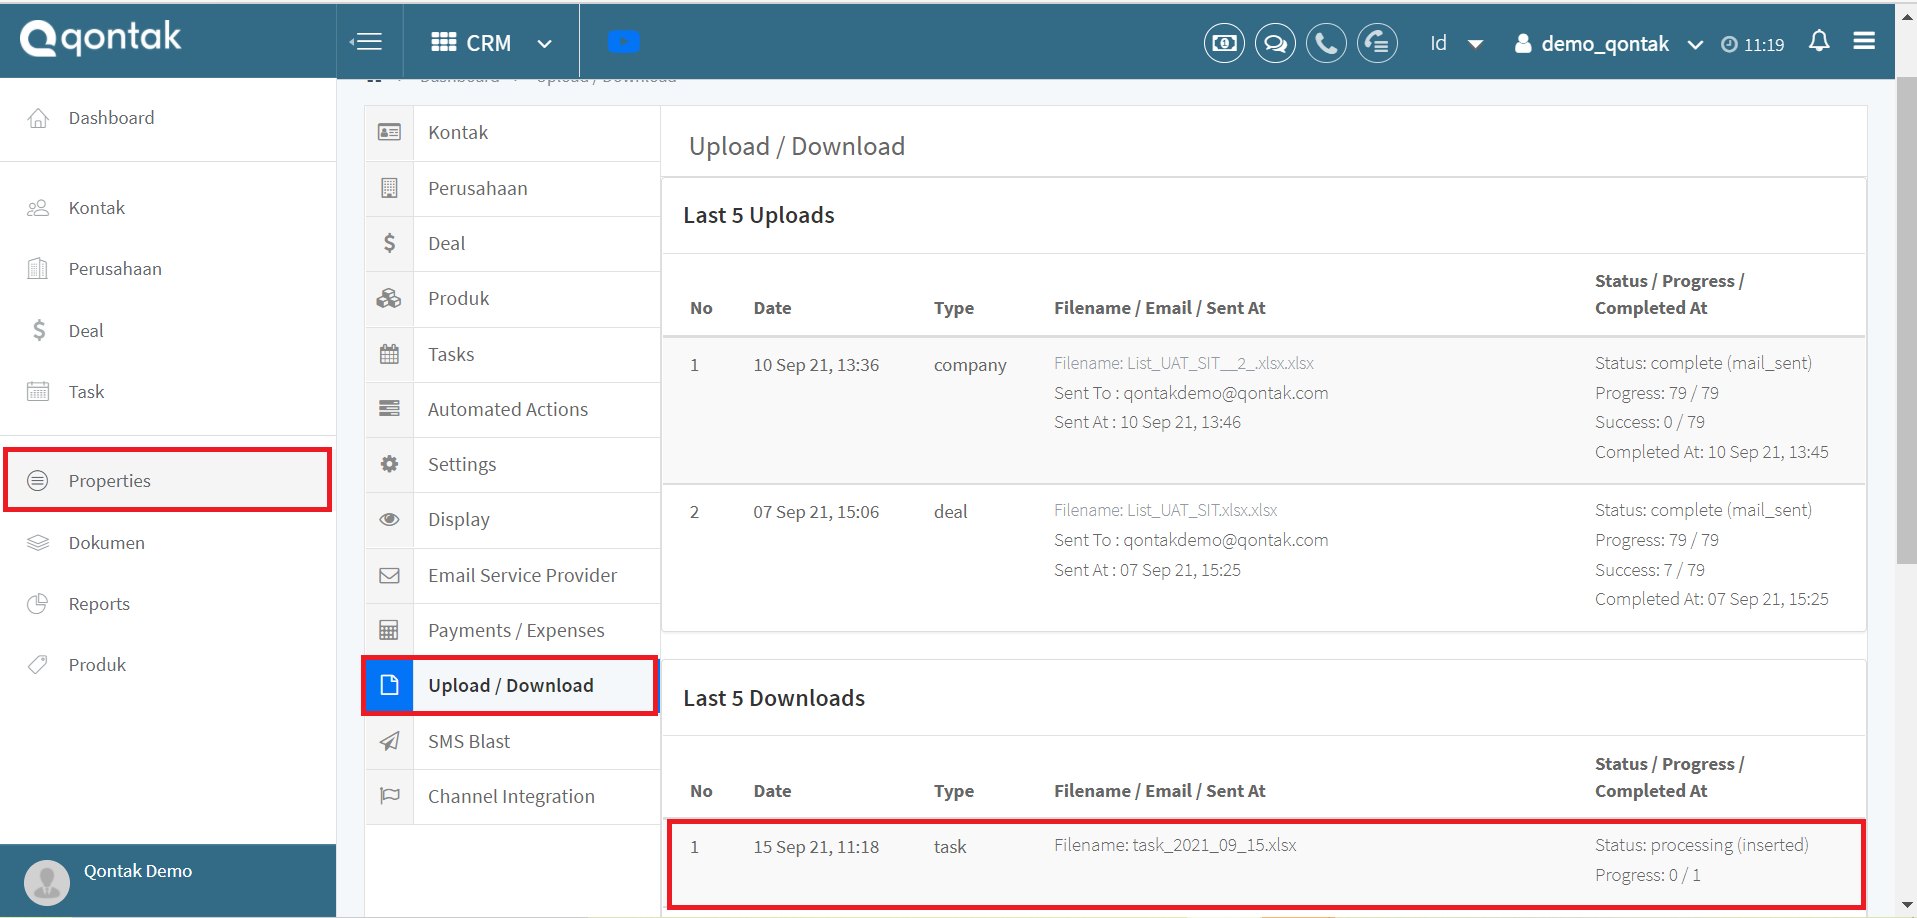 qontak
CRM
Id
demo_qontak
11:19
Dashboard
Upload / Download
Dashboard
Kontak
Perusahaan
Deal
Task
Properties
Dokumen
Reports
Produk
Qontak Demo
Kontak
Perusahaan
Deal
Produk
Tasks
Automated Actions
Settings
Display
Email Service Provider
Payments / Expenses
Upload / Download
SMS Blast
Channel Integration
Upload / Download
Last 5 Uploads
No Date Type Filename / Email / Sent At Status / Progress /
Completed At
1 10 Sep 21, 13:36 company Filename: List_UAT_SIT__2_.xlsx.xlsx Status: complete (mail_sent)
Sent To : qontakdemo@qontak.com Progress: 79 / 79
Sent At : 10 Sep 21, 13:46 Success: 0 / 79
Completed At: 10 Sep 21, 13:45
2 07 Sep 21, 15:06 deal Filename: List_UAT_SIT.xlsx.xlsx Status: complete (mail_sent)
Sent To : qontakdemo@qontak.com Progress: 79 / 79
Sent At : 07 Sep 21, 15:25 Success: 7 / 79
Completed At: 07 Sep 21, 15:25
Last 5 Downloads
No Date Type Filename / Email / Sent At Status / Progress /
Completed At
1 15 Sep 21, 11:18 task Filename: task_2021_09_15.xlsx Status: processing (inserted)
Progress: 0 / 1